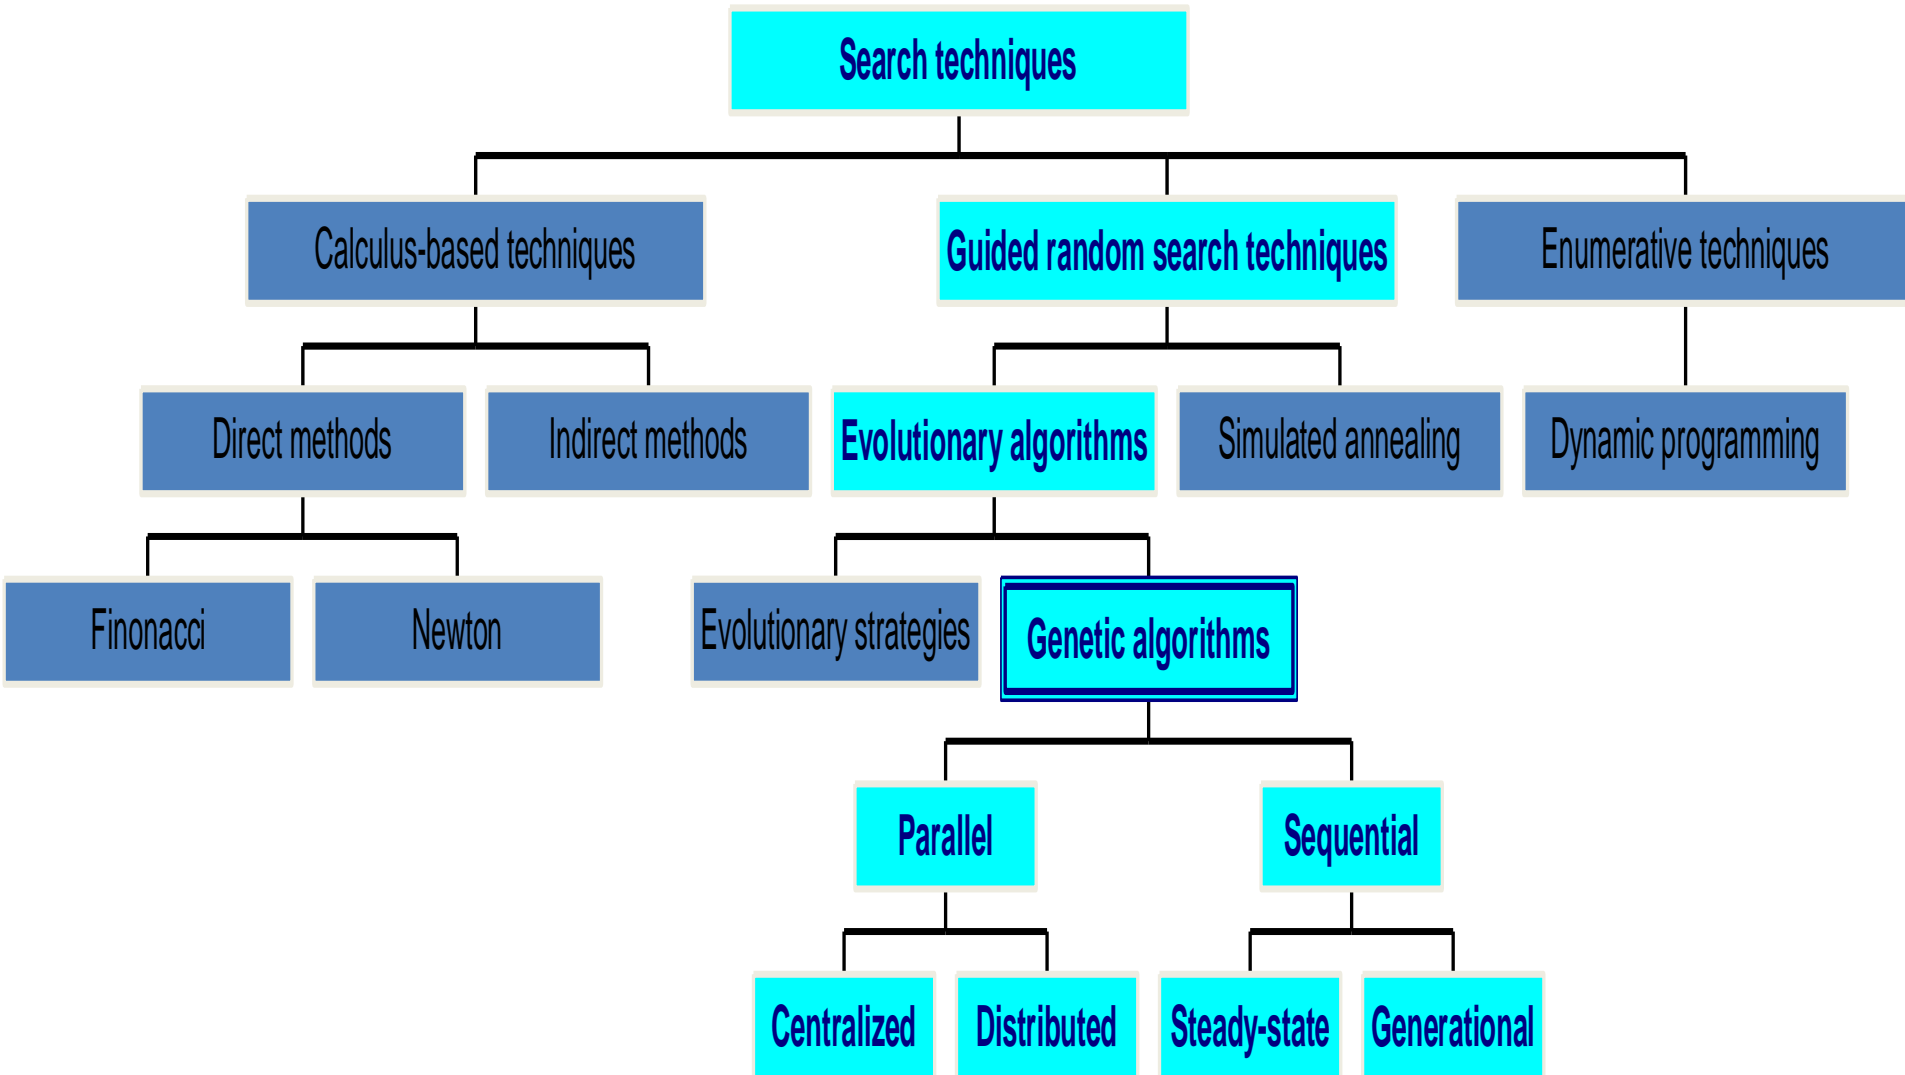 Search techniques
Calculus-based techniques
Guided random search techniques
Enumerative techniques
Direct methods
Indirect methods
Evolutionary algorithms
Simulated annealing
Dynamic programming
Finonacci
Newton
Evolutionary strategies
Genetic algorithms
Parallel
Sequential
Centralized
Distributed
Steady-state
Generational